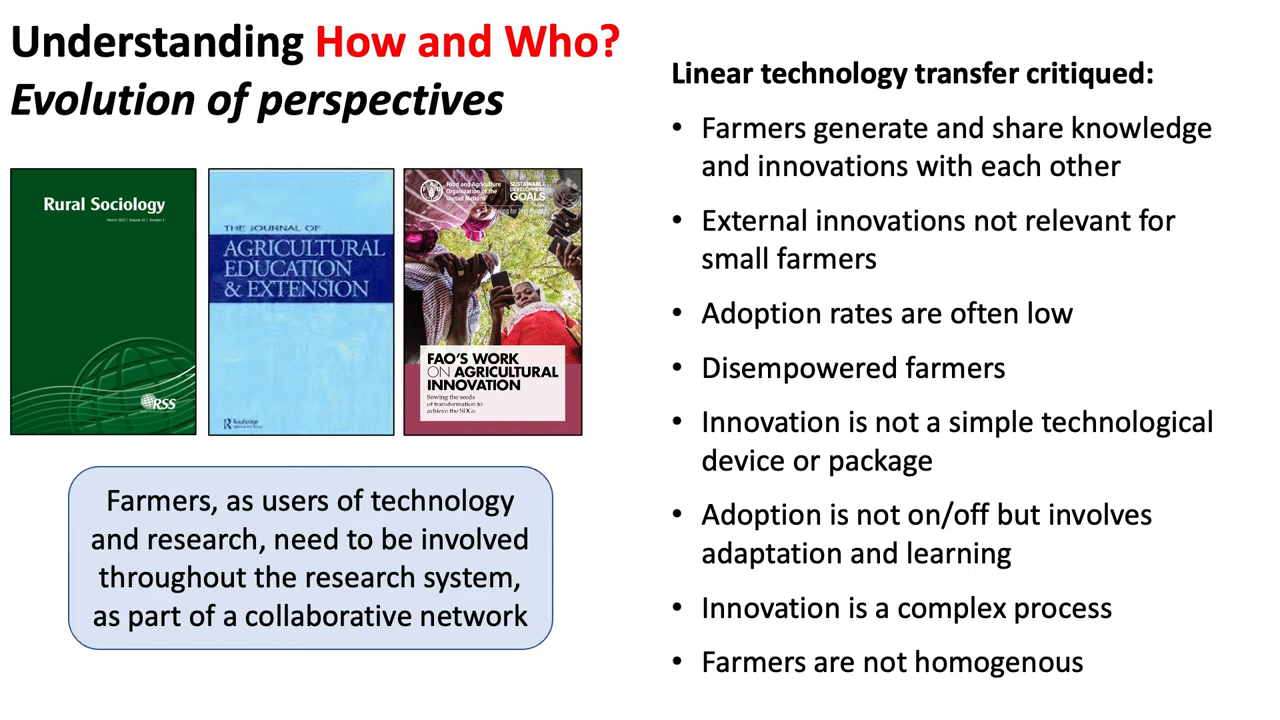 Understanding How and Who?
Evolution of perspectives
Rural Sociology
March 2022 | Volume 87 | Number 1
RSS
THE JOURNAL OF
AGRICULTURAL
EDUCATION
& EXTENSION
Routledge
Food and Agriculture
Organization of the
United Nations
SUSTAINABLE
DEVELOPMENT
GOALS
FAO'S WORK
ON AGRICULTURAL
INNOVATION
Sowing the seeds
of transformation to
achieve the SDGs
Farmers, as users of technology
and research, need to be involved
throughout the research system,
as part of a collaborative network
Linear technology transfer critiqued:
• Farmers generate and share knowledge
and innovations with each other
• External innovations not relevant for
small farmers
• Adoption rates are often low
• Disempowered farmers
• Innovation is not a simple technological
device or package
• Adoption is not on/off but involves
adaptation and learning
• Innovation is a complex process
• Farmers are not homogenous